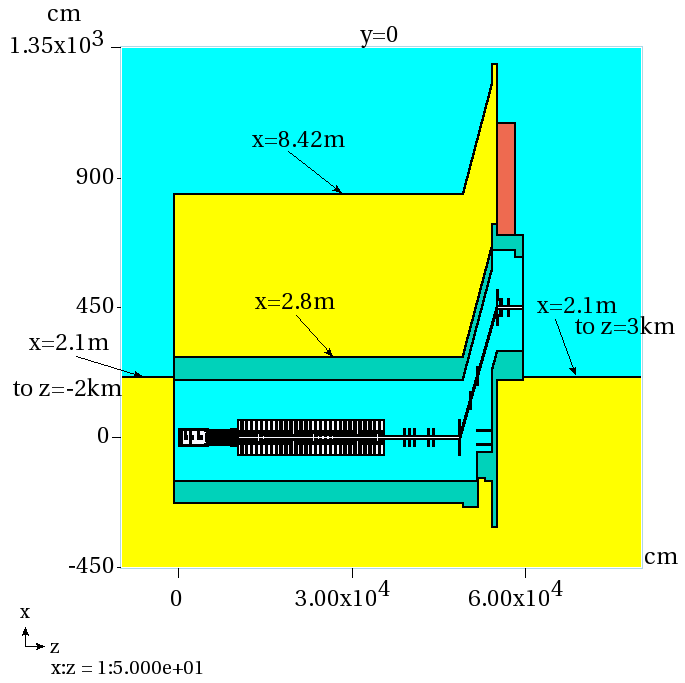 cm
y=0
1.35x10³
x=8.42m
900
x=2.8m
450
x=2.1m
to z=3km
x=2.1m
to z=-2km
0
-450
cm
0
3.00x10⁴
6.00x10⁴
x
z
x:z = 1:5.000e+01